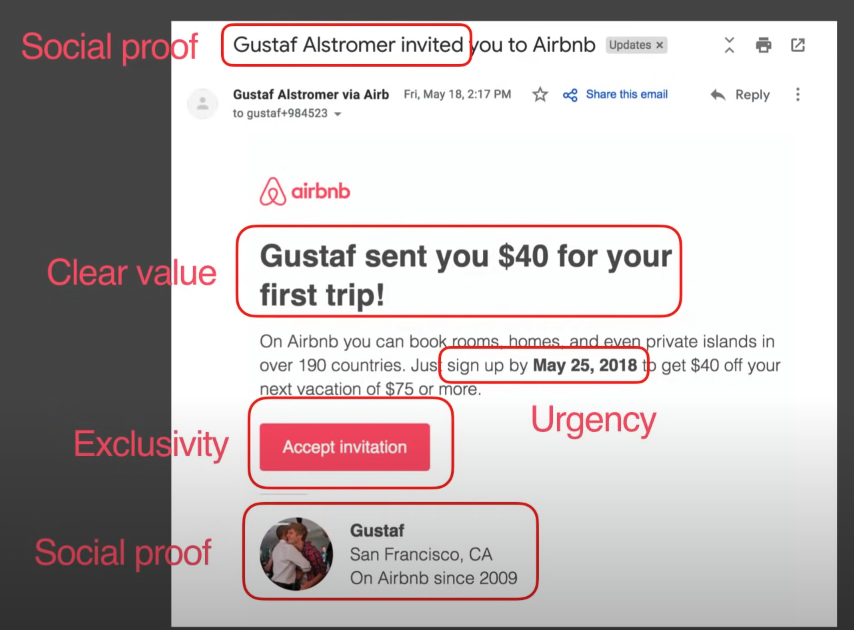 Social proof
Gustaf Alstromer invited you to Airbnb Updates ×
Gustaf Alstromer via Airb Fri, May 18, 2:17 PM Share this email Reply
to gustaf+984523
airbnb
Clear value
Gustaf sent you $40 for your
first trip!
On Airbnb you can book rooms, homes, and even private islands in
over 190 countries. Just sign up by May 25, 2018 to get $40 off your
next vacation of $75 or more.
Urgency
Exclusivity
Accept invitation
Social proof
Gustaf
San Francisco, CA
On Airbnb since 2009